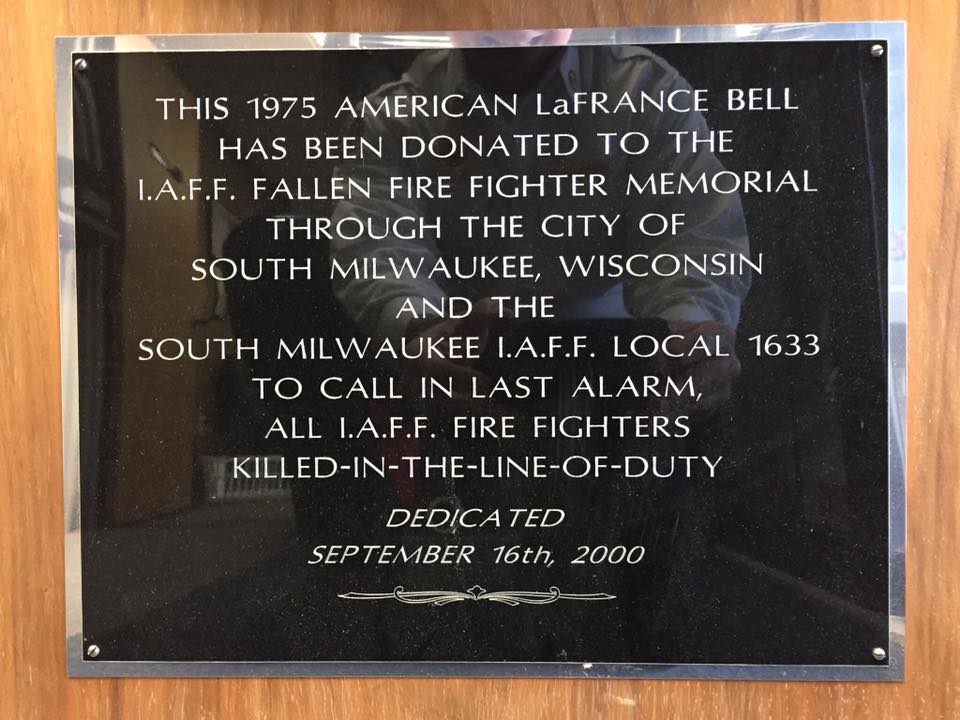 THIS 1975 AMERICAN LaFRANCE BELL
HAS BEEN DONATED TO THE
I.A.F.F. FALLEN FIRE FIGHTER MEMORIAL
THROUGH THE CITY OF
SOUTH MILWAUKEE, WISCONSIN
AND THE
SOUTH MILWAUKEE I.A.F.F. LOCAL 1633
TO CALL IN LAST ALARM,
ALL I.A.F.F. FIRE FIGHTERS
KILLED-IN-THE-LINE-OF-DUTY
DEDICATED
SEPTEMBER 16th, 2000